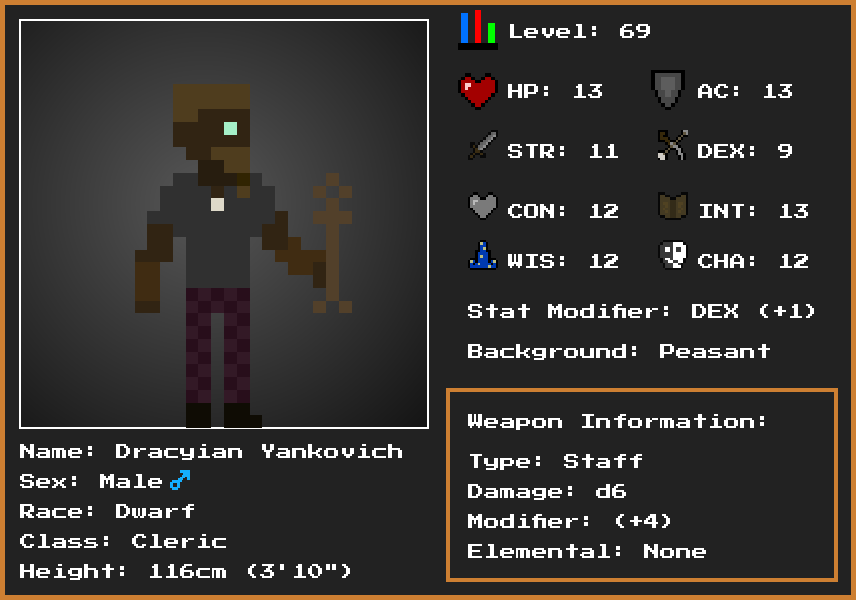 Level: 69
HP: 13
AC: 13
STR: 11
DEX: 9
CON: 12
INT: 13
WIS: 12
CHA: 12
Stat Modifier: DEX (+1)
Background: Peasant
Weapon Information:
Type: Staff
Damage: d6
Modifier: (+4)
Elemental: None
Name: Dracyian Yankovich
Sex: Male♂
Race: Dwarf
Class: Cleric
Height: 116cm (3'10")